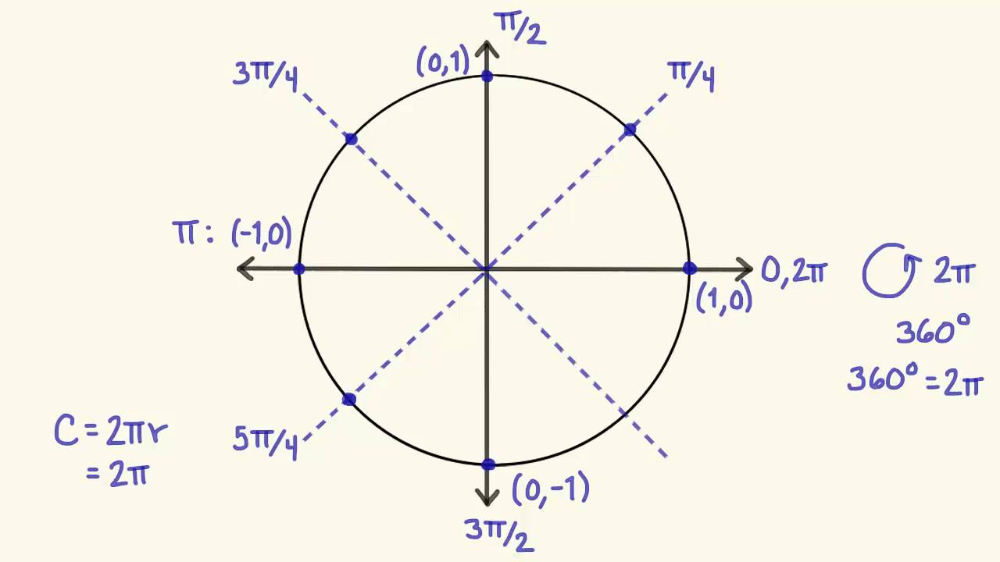 π/2
(0,1)
3π/4
π/4
π: (-1,0)
0,2π
(1,0)
2π
360°
360° = 2π
C = 2πr
= 2π
5π/4
(0,-1)
3π/2